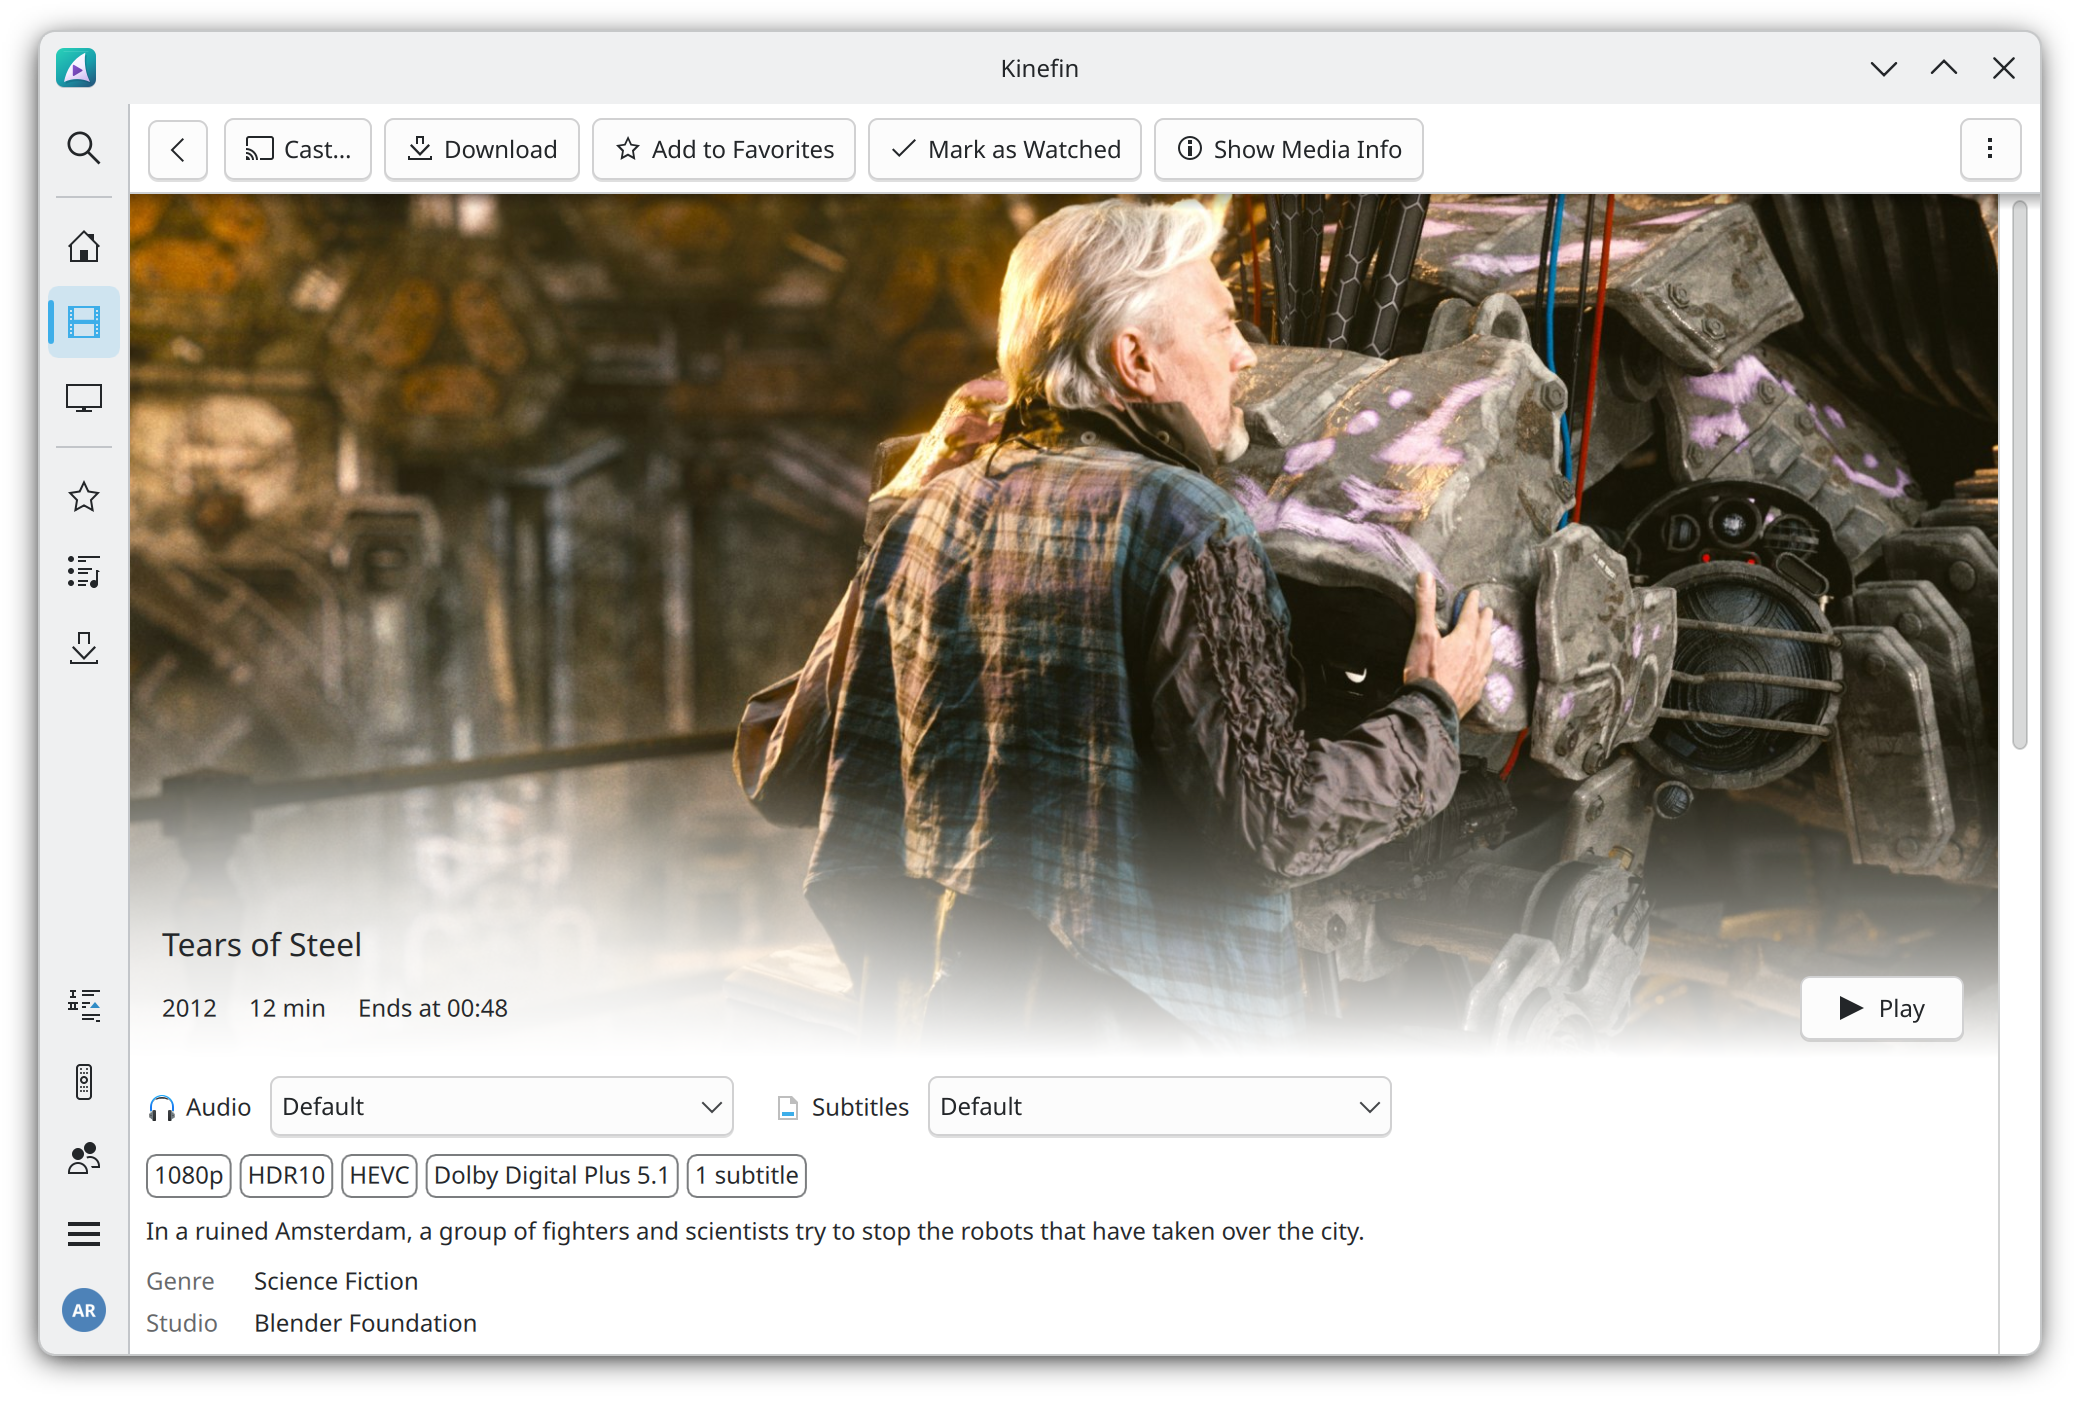 Kinefin
Cast...
Download
Add to Favorites
Mark as Watched
Show Media Info
Tears of Steel
2012 12 min Ends at 00:48
Play
Audio Default Subtitles Default
1080p HDR10 HEVC Dolby Digital Plus 5.1 1 subtitle
In a ruined Amsterdam, a group of fighters and scientists try to stop the robots that have taken over the city.
Genre Science Fiction
Studio Blender Foundation
AR